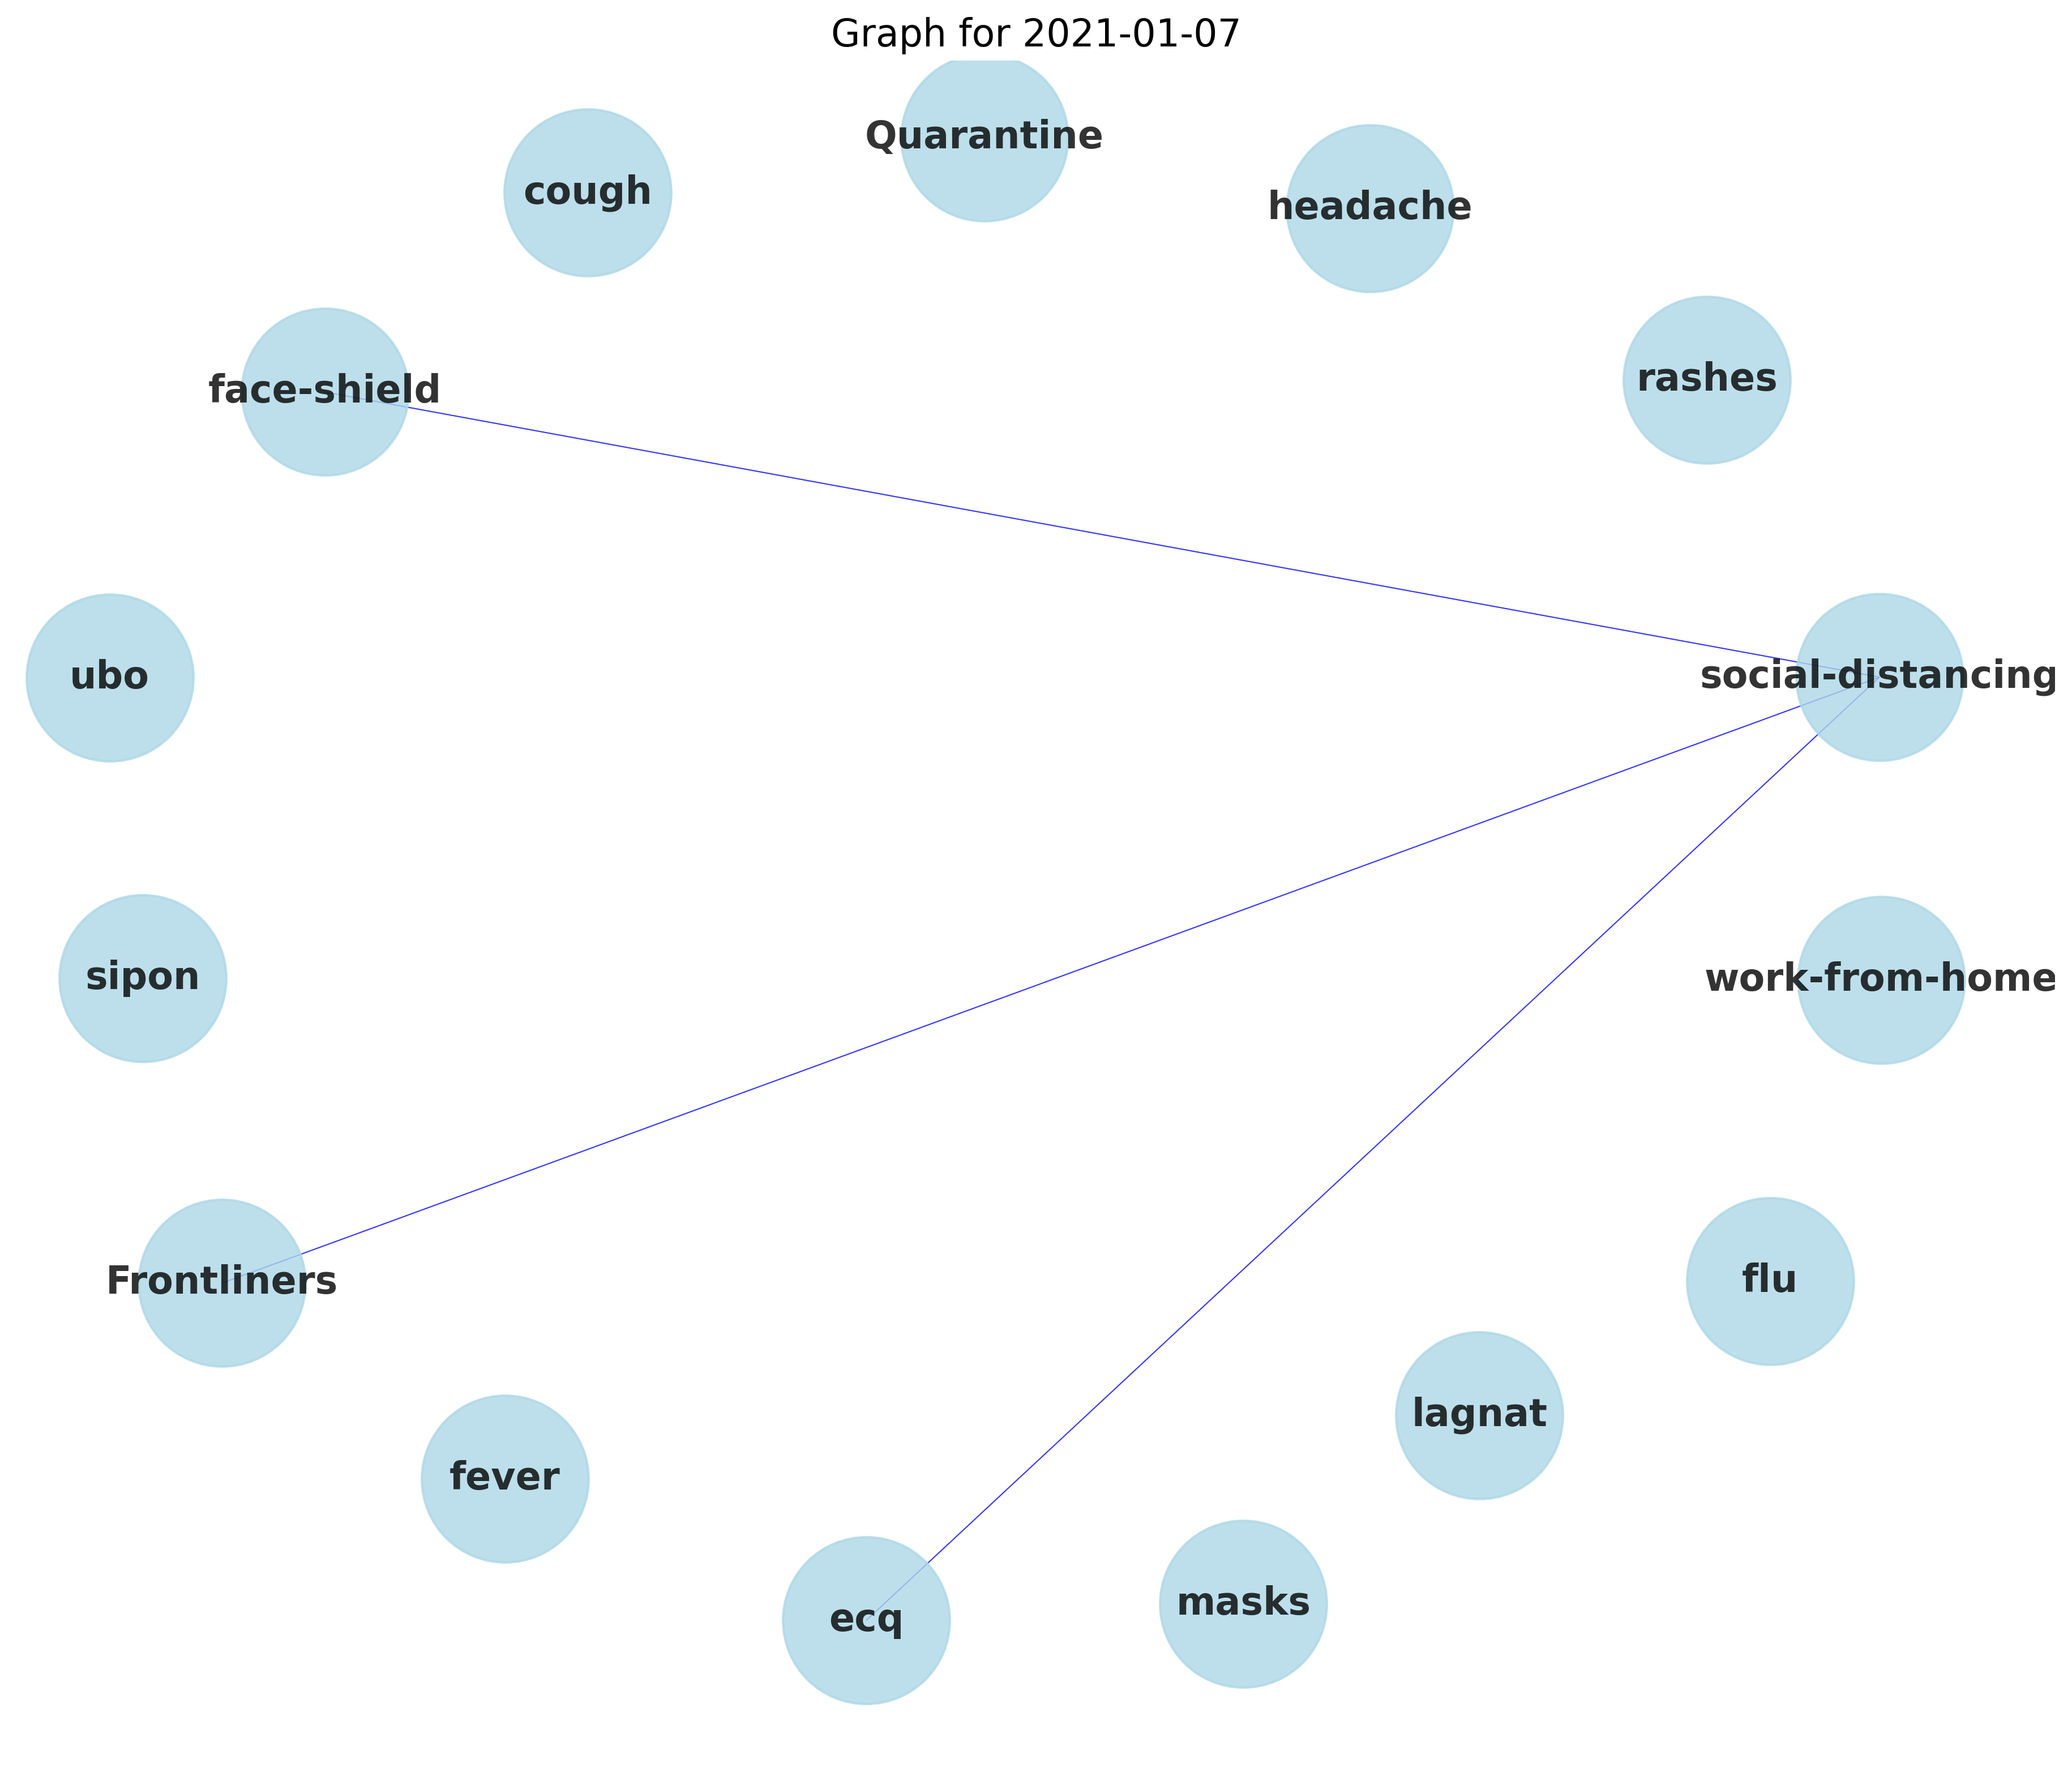 Graph for 2021-01-07
Quarantine
cough
headache
rashes
face-shield
ubo
social-distancing
sipon
work-from-home
Frontliners
flu
lagnat
fever
masks
ecq